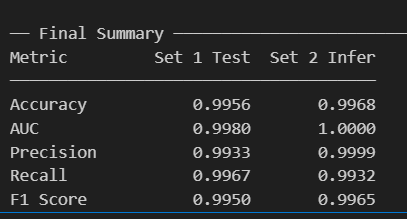 ── Final Summary ──────────────────────
Metric Set 1 Test Set 2 Infer
Accuracy 0.9956 0.9968
AUC 0.9980 1.0000
Precision 0.9933 0.9999
Recall 0.9967 0.9932
F1 Score 0.9950 0.9965